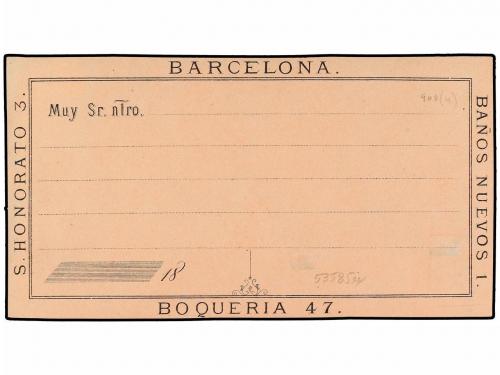 BARCELONA.
S. HONORATO 3.
BAÑOS NUEVOS 1.
Muy Sr. ntro.
18
BOQUERIA 47.